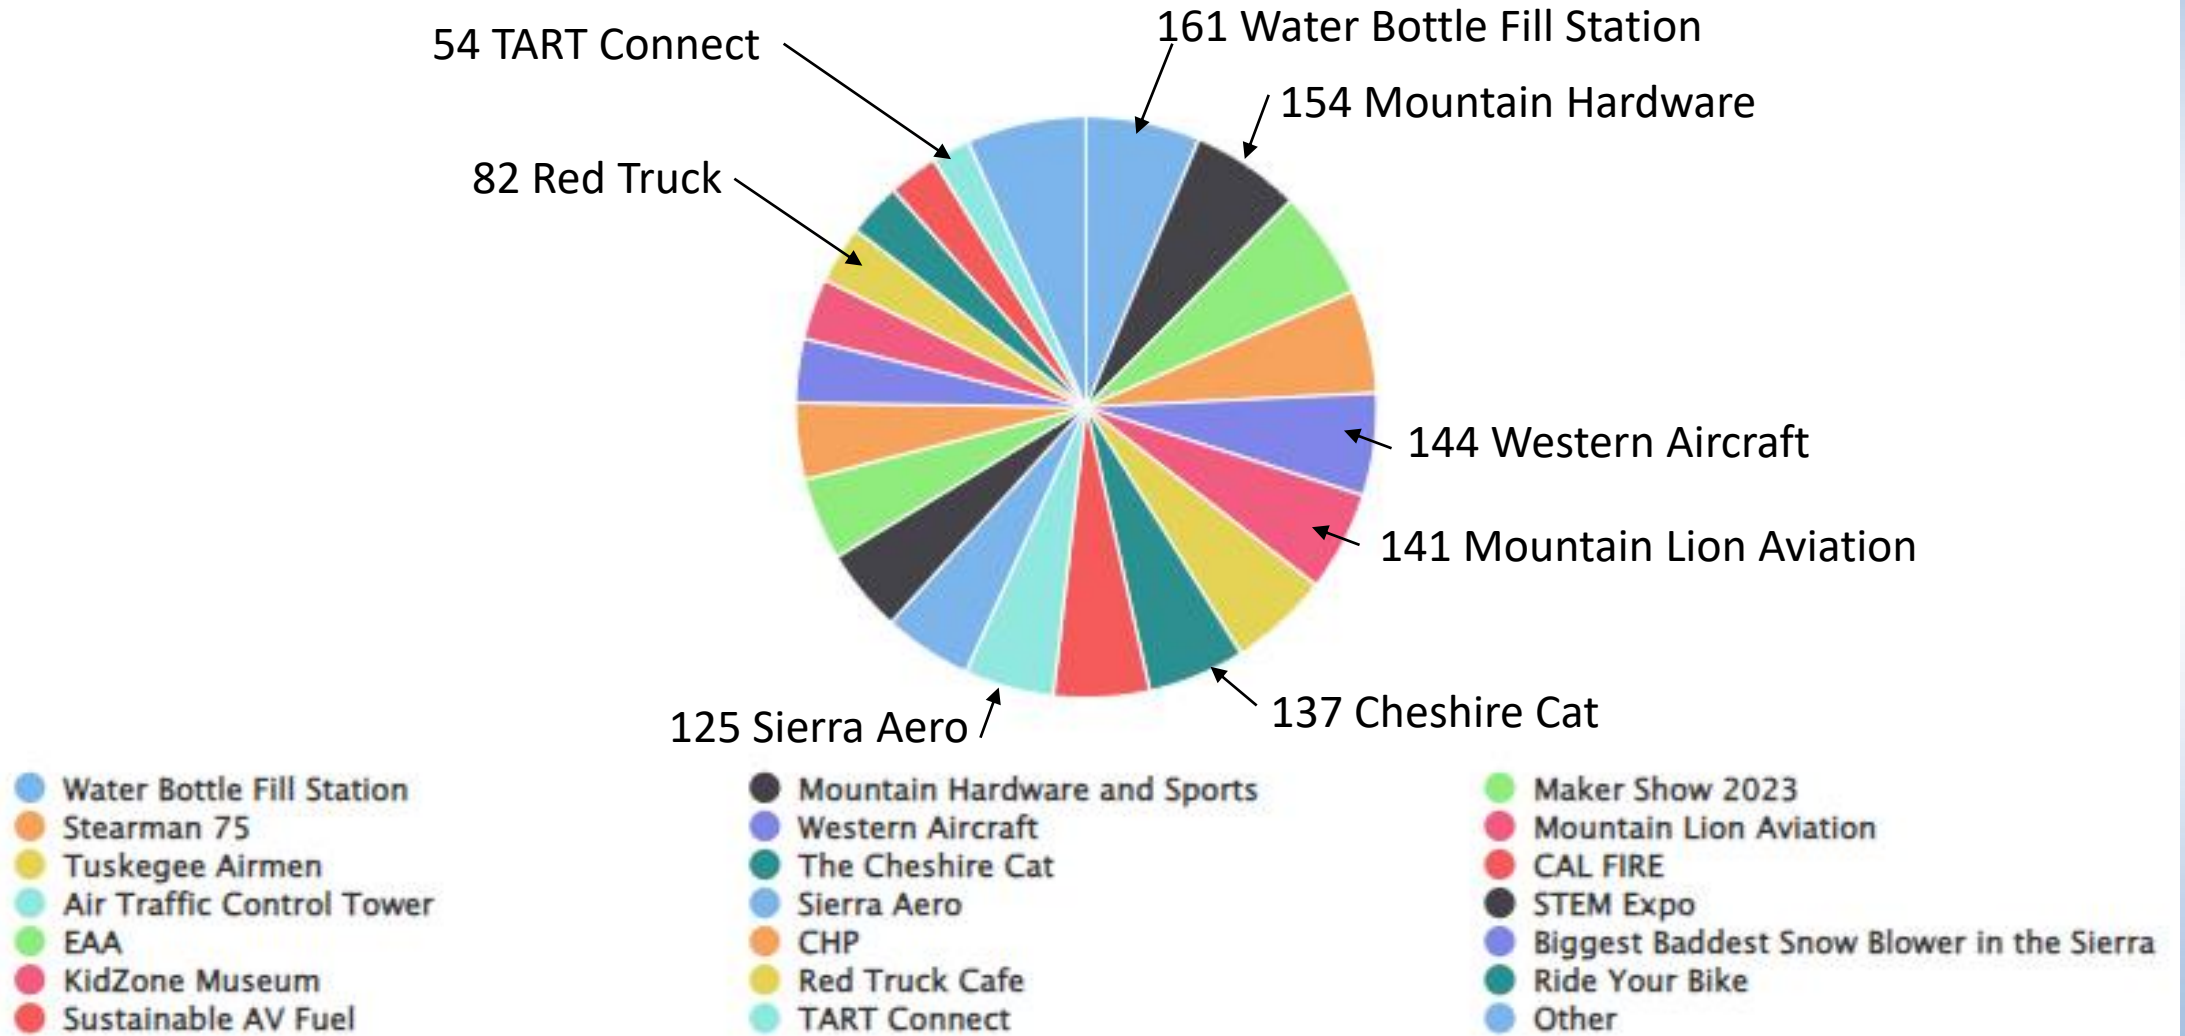 161 Water Bottle Fill Station
54 TART Connect
154 Mountain Hardware
82 Red Truck
144 Western Aircraft
141 Mountain Lion Aviation
137 Cheshire Cat
125 Sierra Aero
Water Bottle Fill Station
Mountain Hardware and Sports
Maker Show 2023
Stearman 75
Western Aircraft
Mountain Lion Aviation
Tuskegee Airmen
The Cheshire Cat
CAL FIRE
Air Traffic Control Tower
Sierra Aero
STEM Expo
EAA
CHP
Biggest Baddest Snow Blower in the Sierra
KidZone Museum
Red Truck Cafe
Ride Your Bike
Sustainable AV Fuel
TART Connect
Other